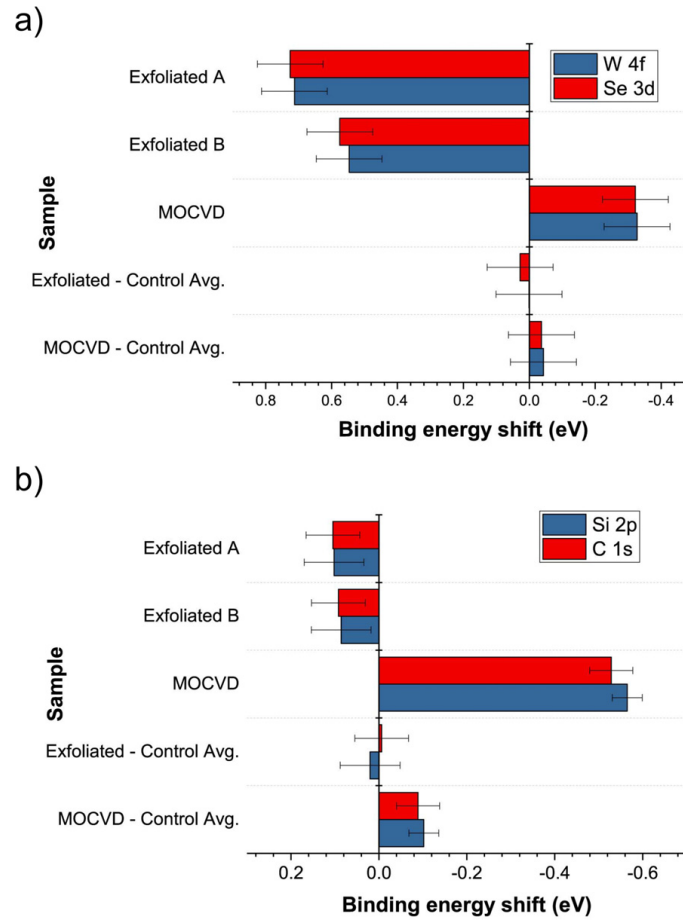 a)
W 4f
Se 3d
Exfoliated A
Exfoliated B
MOCVD
Exfoliated - Control Avg.
MOCVD - Control Avg.
Sample
0.8 0.6 0.4 0.2 0.0 -0.2 -0.4
Binding energy shift (eV)
b)
Si 2p
C 1s
Exfoliated A
Exfoliated B
MOCVD
Exfoliated - Control Avg.
MOCVD - Control Avg.
Sample
0.2 0.0 -0.2 -0.4 -0.6
Binding energy shift (eV)